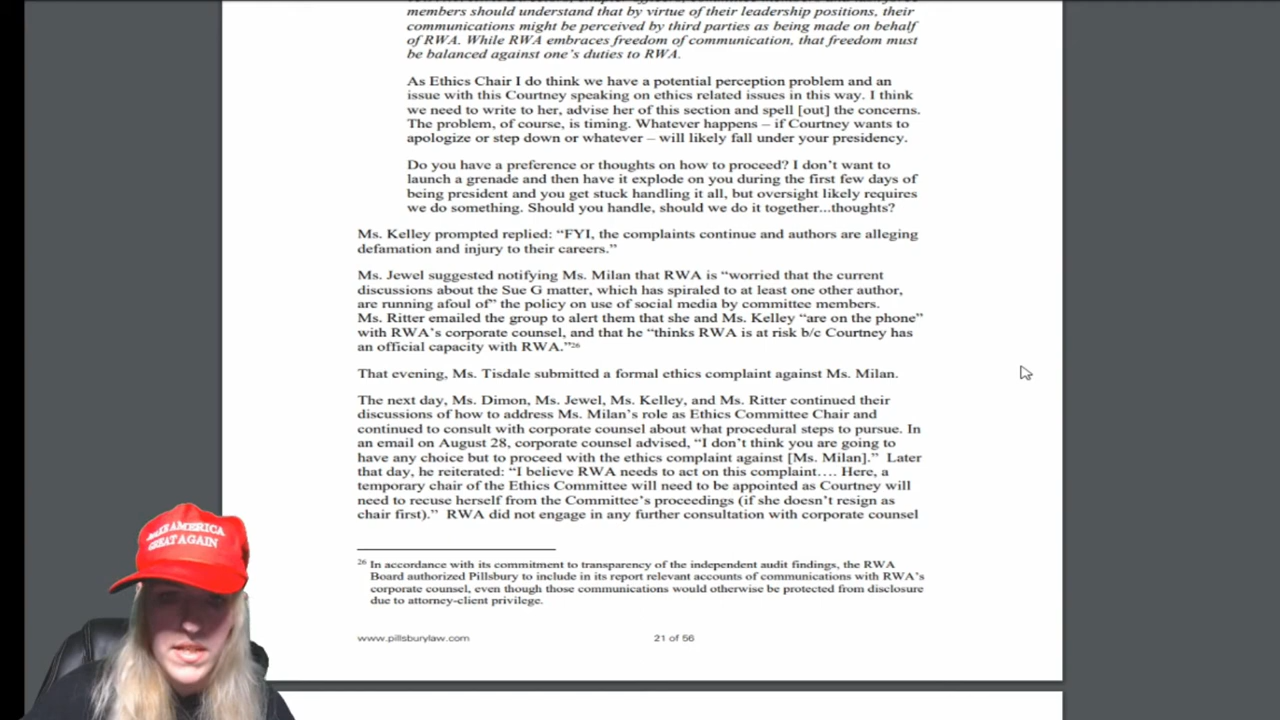 members should understand that by virtue of their leadership positions, their
communications might be perceived by third parties as being made on behalf
of RWA. While RWA embraces freedom of communication, that freedom must
be balanced against one's duties to RWA.
As Ethics Chair I do think we have a potential perception problem and an
issue with this Courtney speaking on ethics related issues in this way. I think
we need to write to her, advise her of this section and spell [out] the concerns.
The problem, of course, is timing. Whatever happens – if Courtney wants to
apologize or step down or whatever – will likely fall under your presidency.
Do you have a preference or thoughts on how to proceed? I don't want to
launch a grenade and then have it explode on you during the first few days of
being president and you get stuck handling it all, but oversight likely requires
we do something. Should you handle, should we do it together...thoughts?
Ms. Kelley prompted replied: “FYI, the complaints continue and authors are alleging
defamation and injury to their careers.”
Ms. Jewel suggested notifying Ms. Milan that RWA is “worried that the current
discussions about the Sue G matter, which has spiraled to at least one other author,
are running afoul of” the policy on use of social media by committee members.
Ms. Ritter emailed the group to alert them that she and Ms. Kelley “are on the phone”
with RWA's corporate counsel, and that he “thinks RWA is at risk b/c Courtney has
an official capacity with RWA.”26
That evening, Ms. Tisdale submitted a formal ethics complaint against Ms. Milan.
The next day, Ms. Dimon, Ms. Jewel, Ms. Kelley, and Ms. Ritter continued their
discussions of how to address Ms. Milan's role as Ethics Committee Chair and
continued to consult with corporate counsel about what procedural steps to pursue. In
an email on August 28, corporate counsel advised, “I don't think you are going to
have any choice but to proceed with the ethics complaint against [Ms. Milan].” Later
that day, he reiterated: “I believe RWA needs to act on this complaint.... Here, a
temporary chair of the Ethics Committee will need to be appointed as Courtney will
need to recuse herself from the Committee's proceedings (if she doesn't resign as
chair first).” RWA did not engage in any further consultation with corporate counsel
26 In accordance with its commitment to transparency of the independent audit findings, the RWA
Board authorized Pillsbury to include in its report relevant accounts of communications with RWA's
corporate counsel, even though those communications would otherwise be protected from disclosure
due to attorney-client privilege.
www.pillsburylaw.com 21 of 56
MAKE AMERICA
GREAT AGAIN